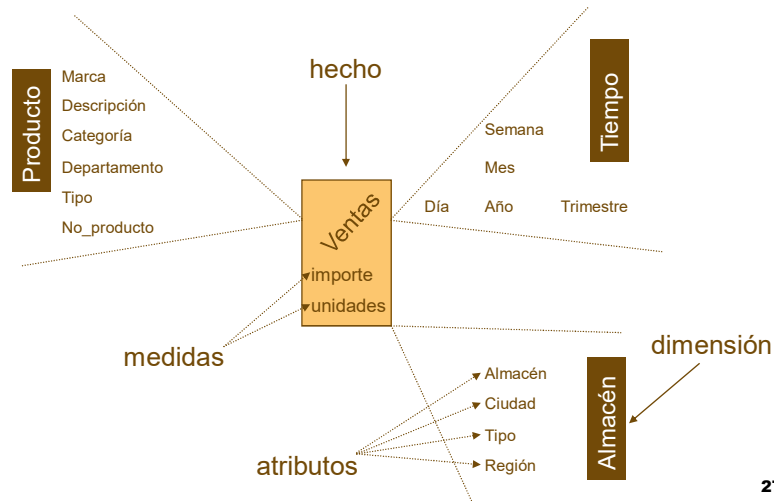 hecho
Producto
Marca
Descripción
Categoría
Departamento
Tipo
No_producto
Tiempo
Semana
Mes
Día
Año
Trimestre
Ventas
importe
unidades
medidas
dimensión
Almacén
Ciudad
Tipo
Región
Almacén
atributos